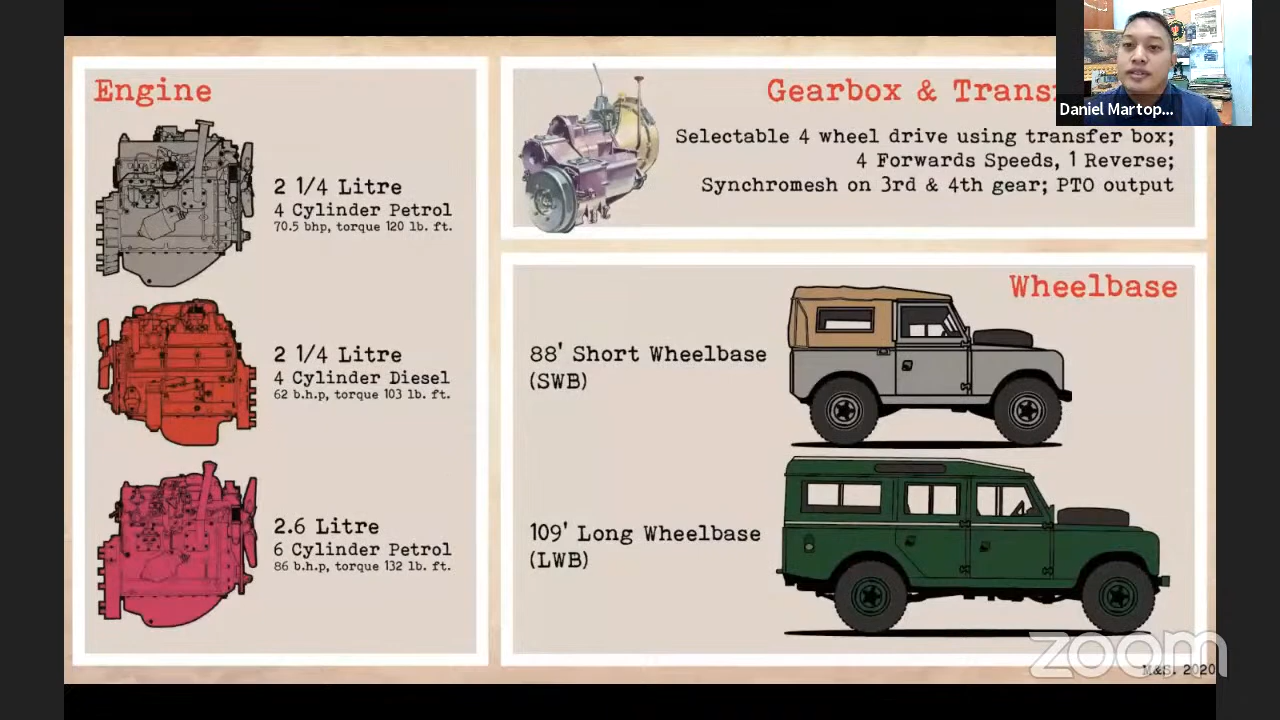 Engine
2 1/4 Litre
4 Cylinder Petrol
70.5 bhp, torque 120 lb. ft.
2 1/4 Litre
4 Cylinder Diesel
62 b.h.p, torque 103 lb. ft.
2.6 Litre
6 Cylinder Petrol
86 b.h.p, torque 132 lb. ft.
Gearbox & Trans
Selectable 4 wheel drive using transfer box;
4 Forwards Speeds, 1 Reverse;
Synchromesh on 3rd & 4th gear; PTO output
Wheelbase
88' Short Wheelbase
(SWB)
109' Long Wheelbase
(LWB)
Daniel Martop...
zoom
M&S. 2020